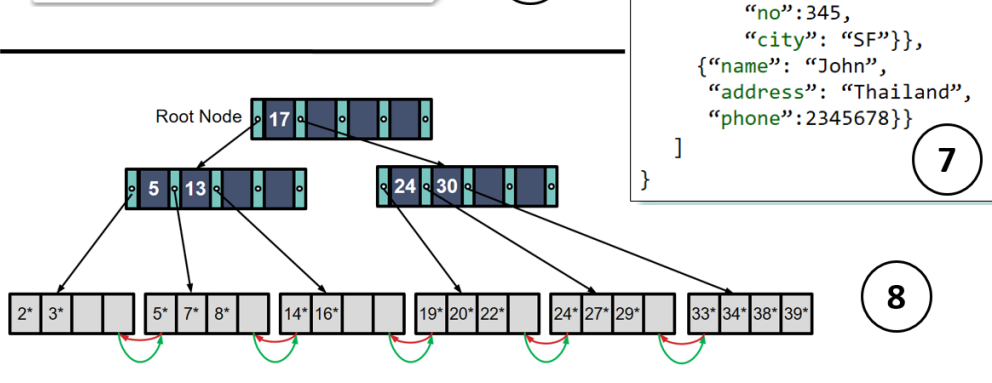 “no”:345,
“city”: “SF”}},
{“name”: “John”,
“address”: “Thailand”,
“phone”:2345678}}
]
}
7
Root Node
17
5 13
24 30
2* 3*
5* 7* 8*
14* 16*
19* 20* 22*
24* 27* 29*
33* 34* 38* 39*
8